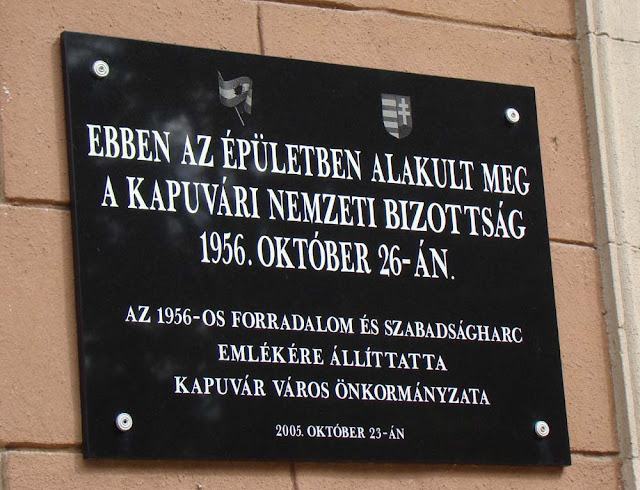 EBBEN AZ ÉPÜLETBEN ALAKULT MEG
A KAPUVÁRI NEMZETI BIZOTTSÁG
1956. OKTÓBER 26-ÁN.
AZ 1956-OS FORRADALOM ÉS SZABADSÁGHARC
EMLÉKÉRE ÁLLÍTTATTA
KAPUVÁR VÁROS ÖNKORMÁNYZATA
2005. OKTÓBER 23-ÁN